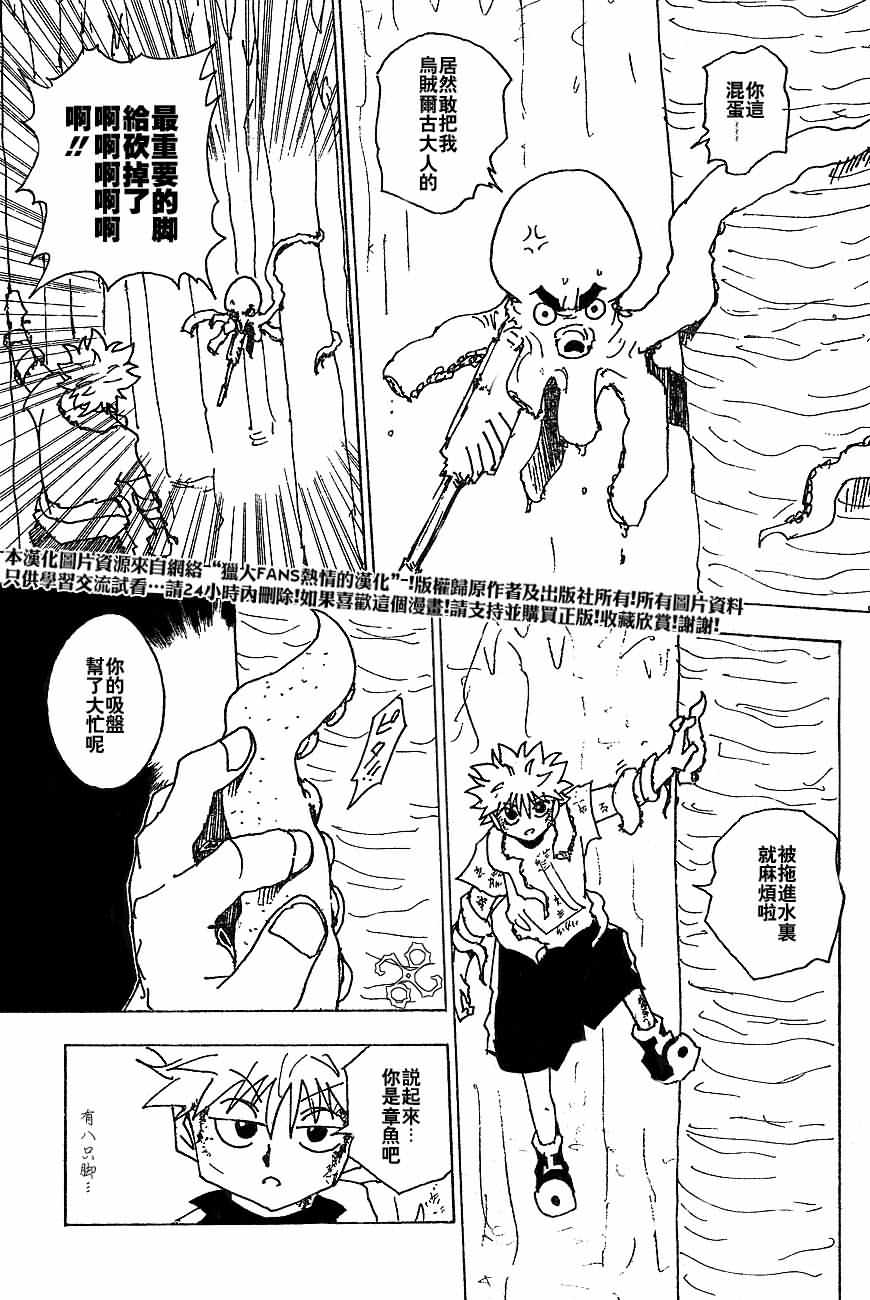 你這
混蛋…
居然敢把我
烏賊爾古大人的
最重要的脚
給砍掉了
啊啊啊啊啊
啊!!
本漢化圖片資源來自網絡“獵人FANS熱情的漢化”!版權歸原作者及出版社所有!所有圖片資料
只供學習交流試看…請24小時內刪除!如果喜歡這個漫畫!請支持並購買正版!收藏欣賞!謝謝!
被拖進水裏
就麻煩啦
ピタ…
你的吸盤
幫了大忙呢
說起來…
你是章魚吧
有八只脚…